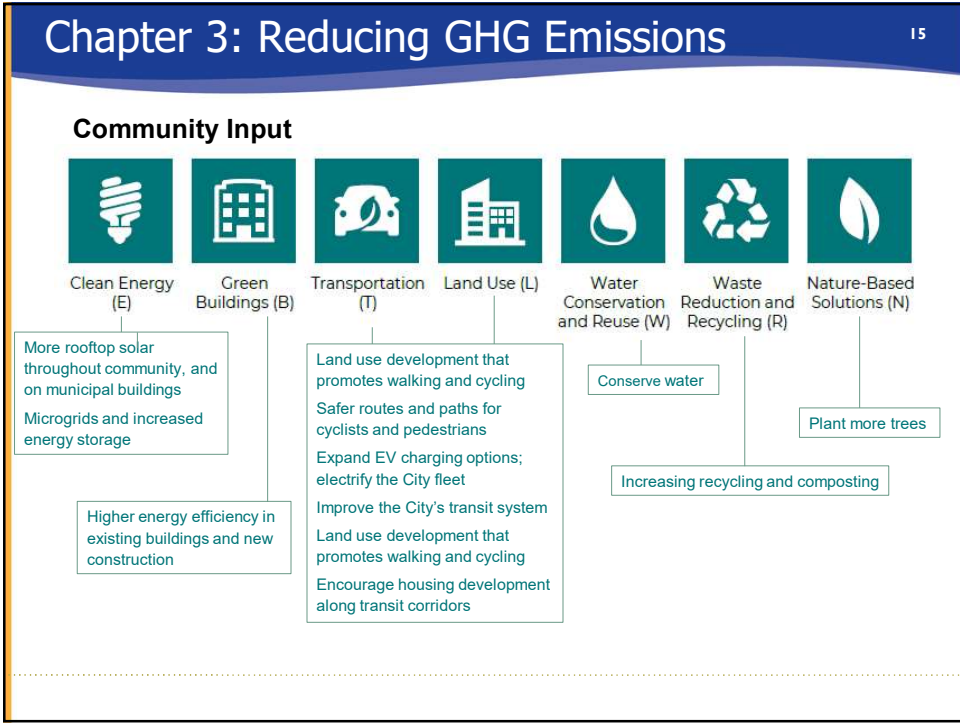 Chapter 3: Reducing GHG Emissions
15
Community Input
Clean Energy
(E)
Green
Buildings (B)
Transportation
(T)
Land Use (L)
Water
Conservation
and Reuse (W)
Waste
Reduction and
Recycling (R)
Nature-Based
Solutions (N)
More rooftop solar
throughout community, and
on municipal buildings
Microgrids and increased
energy storage
Higher energy efficiency in
existing buildings and new
construction
Land use development that
promotes walking and cycling
Safer routes and paths for
cyclists and pedestrians
Expand EV charging options;
electrify the City fleet
Improve the City's transit system
Land use development that
promotes walking and cycling
Encourage housing development
along transit corridors
Conserve water
Increasing recycling and composting
Plant more trees